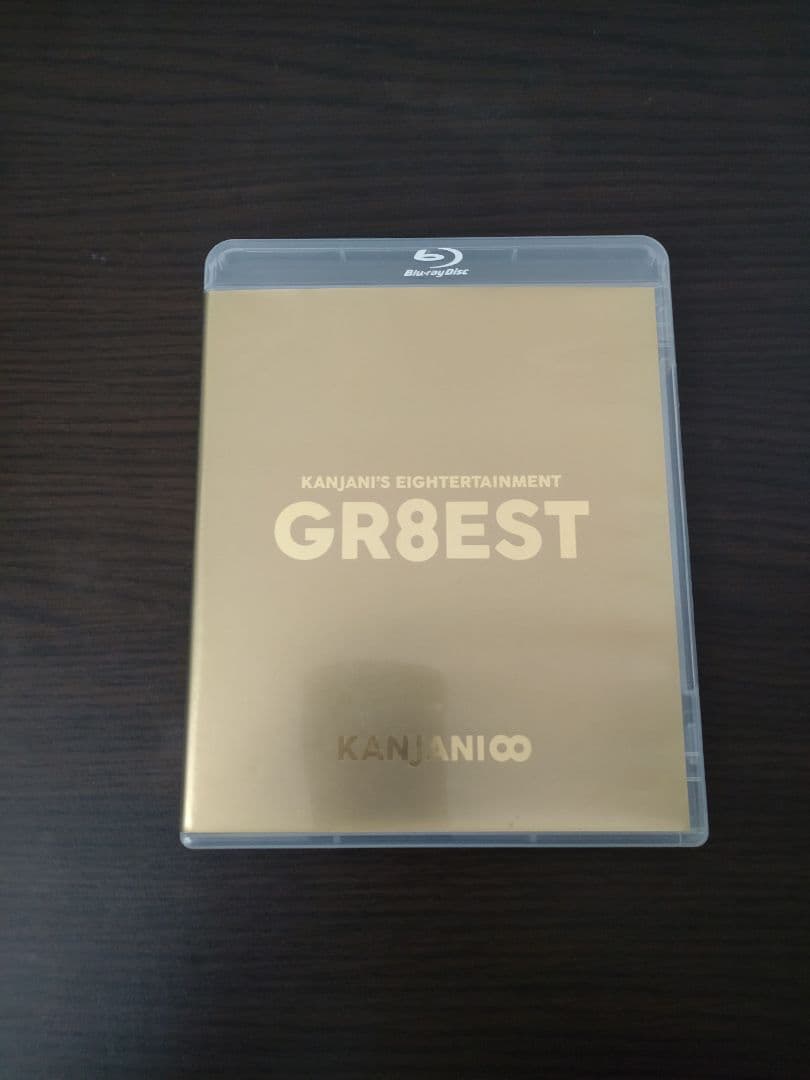 Blu-ray Disc
KANJANI'S EIGHTERTAINMENT
GR8EST
KANJANI∞